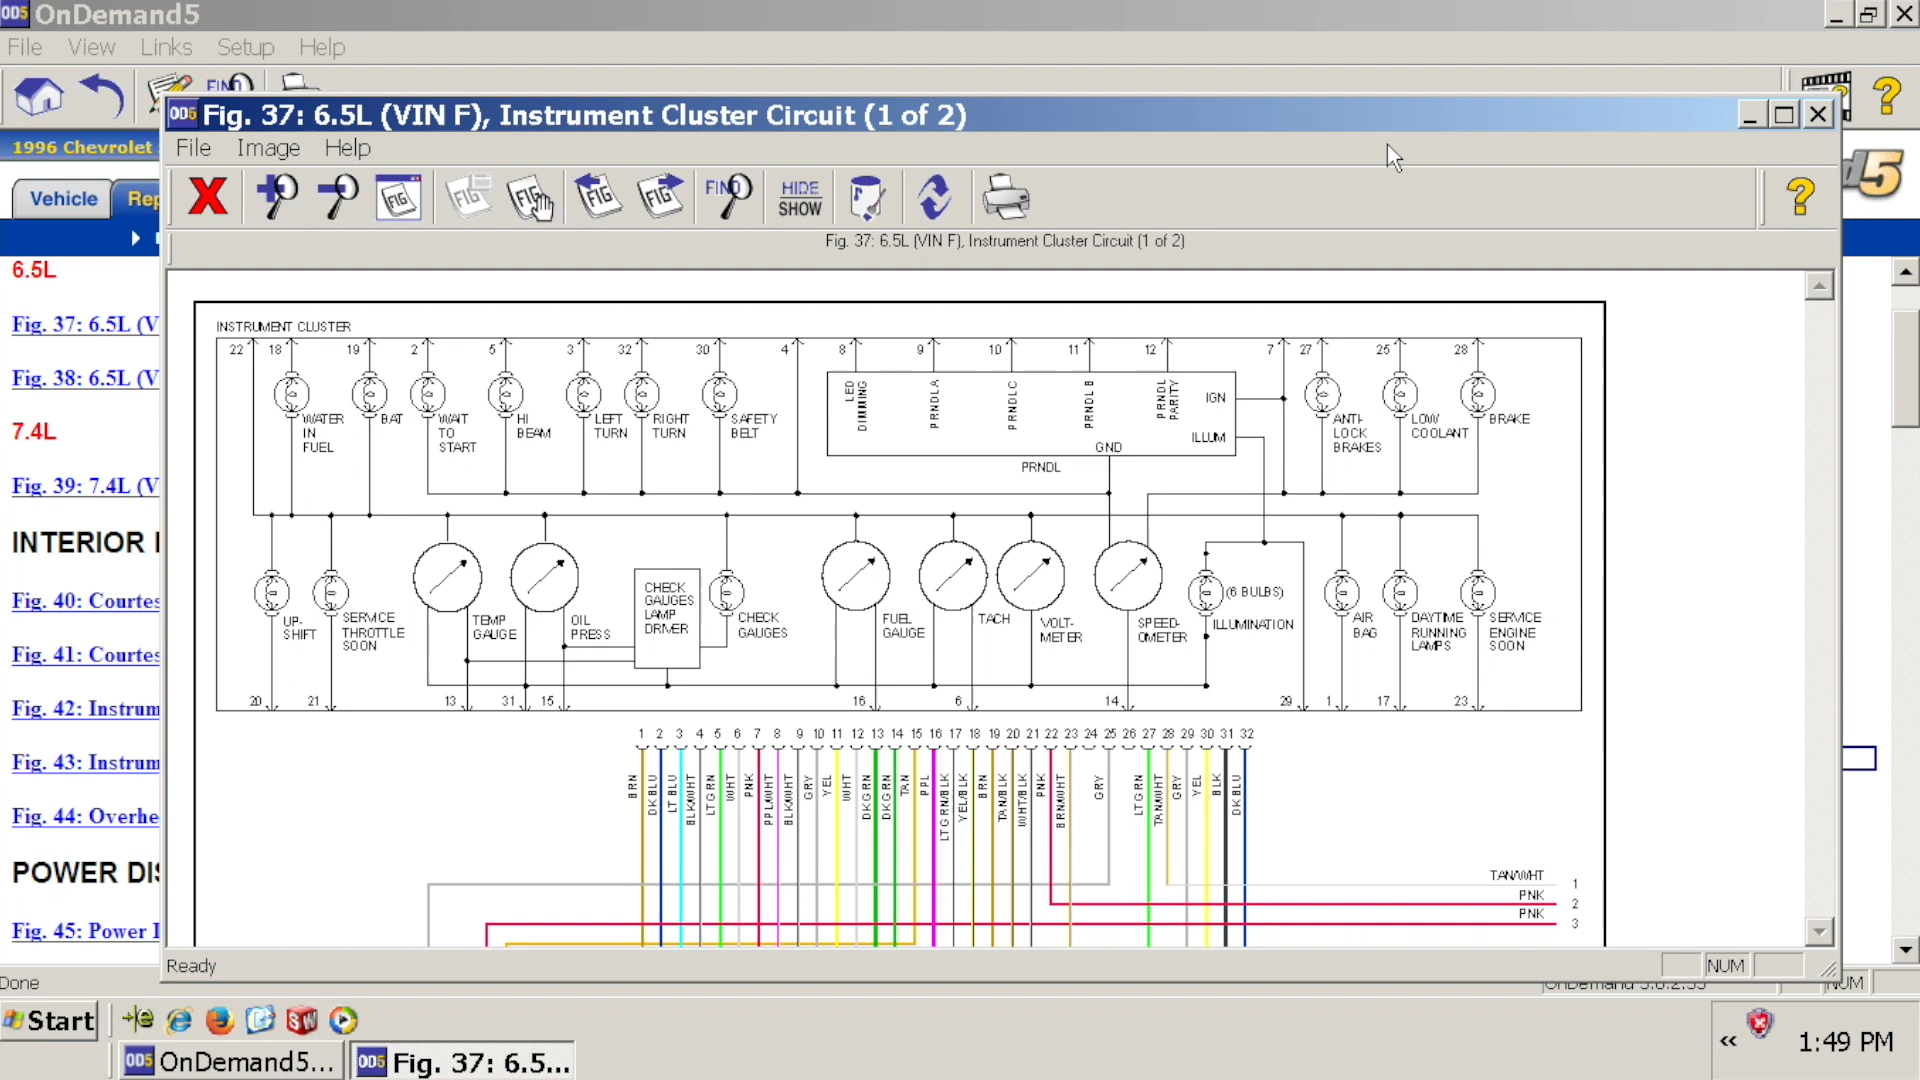 OD5 OnDemand5
File View Links Setup Help
FIND
OD5 Fig. 37: 6.5L (VIN F), Instrument Cluster Circuit (1 of 2)
File Image Help
1996 Chevrolet
Vehicle
Rep
FIG FIG FIG FIG FIG FIND HIDE SHOW
d5
Fig. 37: 6.5L (VIN F), Instrument Cluster Circuit (1 of 2)
6.5L
Fig. 37: 6.5L (V
Fig. 38: 6.5L (V
7.4L
Fig. 39: 7.4L (V
INTERIOR
Fig. 40: Courtes
Fig. 41: Courtes
Fig. 42: Instrum
Fig. 43: Instrum
Fig. 44: Overhe
POWER DIS
Fig. 45: Power
INSTRUMENT CLUSTER
22 18 19 2 5 3 32 30 4 8 9 10 11 12 7 27 25 28
WATER IN FUEL
BAT
WAIT TO START
HI BEAM
LEFT TURN
RIGHT TURN
SAFETY BELT
LED DIMMING
PRNDL A
PRNDL C
PRNDL B
PRNDL PARITY
IGN
ILLUM
GND
PRNDL
ANTI-LOCK BRAKES
LOW COOLANT
BRAKE
UP-SHIFT
SERVICE THROTTLE SOON
TEMP GAUGE
OIL PRESS
CHECK GAUGES LAMP DRIVER
CHECK GAUGES
FUEL GAUGE
TACH
VOLT-METER
SPEED-OMETER
(6 BULBS)
ILLUMINATION
AIR BAG
DAYTIME RUNNING LAMPS
SERVICE ENGINE SOON
20 21 13 31 15 16 6 14 29 1 17 23
1 2 3 4 5 6 7 8 9 10 11 12 13 14 15 16 17 18 19 20 21 22 23 24 25 26 27 28 29 30 31 32
BRN DK BLU LT BLU BLK/WHT LT GRN WHT PNK PPL/WHT BLK/WHT GRY YEL WHT DK GRN DK GRN TAN PPL LT GRN/BLK YEL/BLK BRN TAN/BLK WHT/BLK PNK BRN/WHT GRY LT GRN TAN/WHT GRY YEL BLK DK BLU
TAN/WHT 1
PNK 2
PNK 3
Ready
NUM
Done
NUM
Start
1:49 PM
OD5 OnDemand5...
OD5 Fig. 37: 6.5...